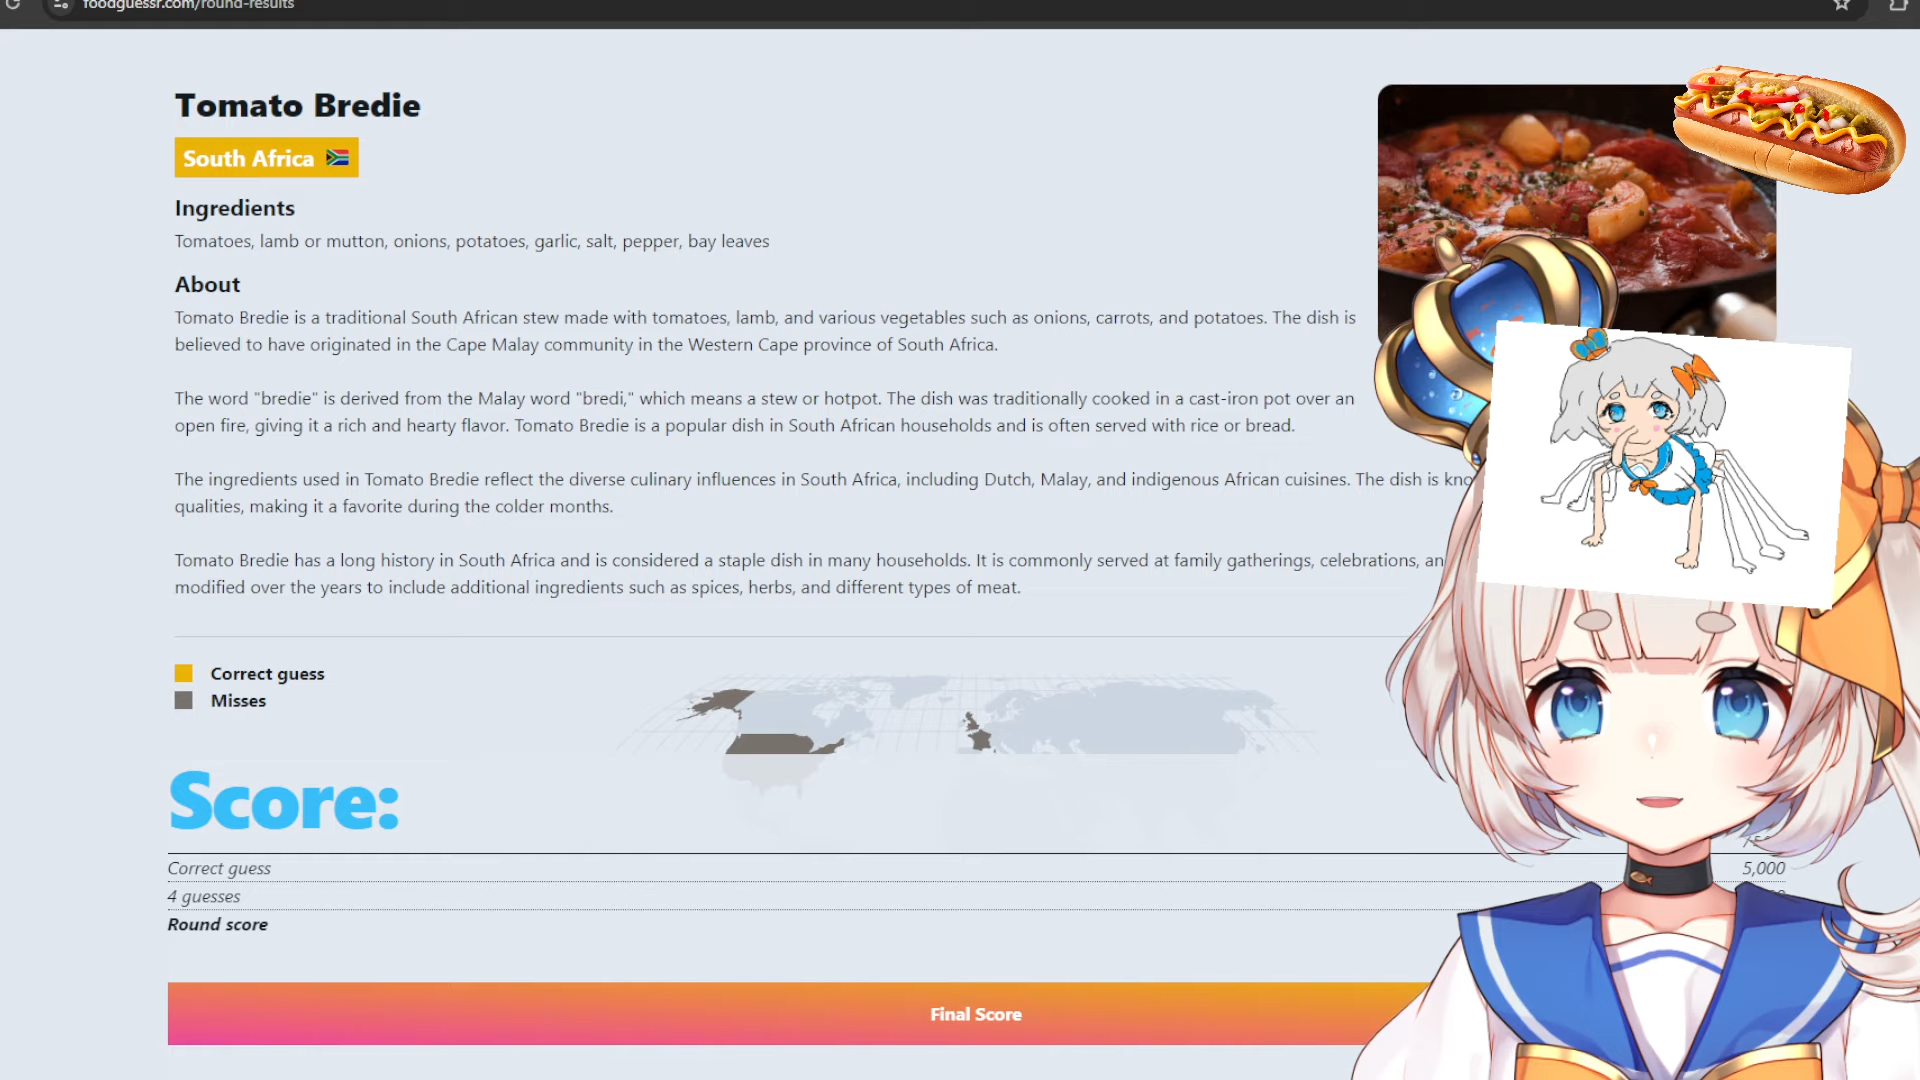 foodguessr.com/round-results
Tomato Bredie
South Africa
Ingredients
Tomatoes, lamb or mutton, onions, potatoes, garlic, salt, pepper, bay leaves
About
Tomato Bredie is a traditional South African stew made with tomatoes, lamb, and various vegetables such as onions, carrots, and potatoes. The dish is
believed to have originated in the Cape Malay community in the Western Cape province of South Africa.
The word "bredie" is derived from the Malay word "bredi," which means a stew or hotpot. The dish was traditionally cooked in a cast-iron pot over an
open fire, giving it a rich and hearty flavor. Tomato Bredie is a popular dish in South African households and is often served with rice or bread.
The ingredients used in Tomato Bredie reflect the diverse culinary influences in South Africa, including Dutch, Malay, and indigenous African cuisines. The dish is
qualities, making it a favorite during the colder months.
Tomato Bredie has a long history in South Africa and is considered a staple dish in many households. It is commonly served at family gatherings, celebrations,
modified over the years to include additional ingredients such as spices, herbs, and different types of meat.
Correct guess
Misses
Score:
Correct guess 5,000
4 guesses
Round score
Final Score